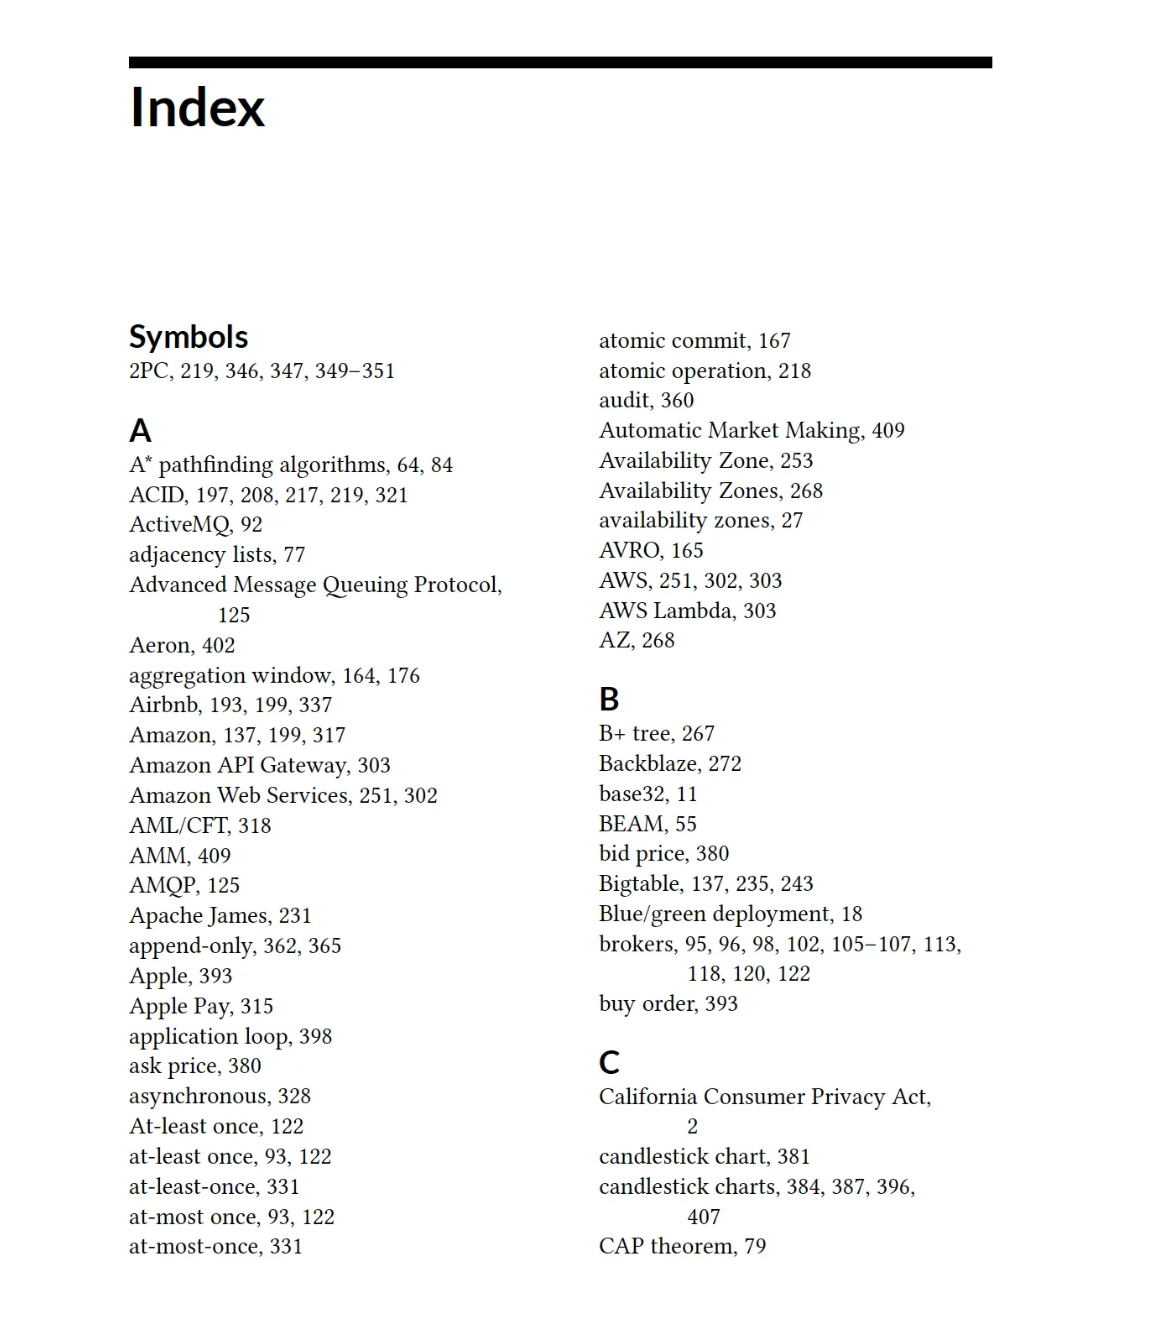 Index
Symbols
2PC, 219, 346, 347, 349–351
A
A* pathfinding algorithms, 64, 84
ACID, 197, 208, 217, 219, 321
ActiveMQ, 92
adjacency lists, 77
Advanced Message Queuing Protocol,
125
Aeron, 402
aggregation window, 164, 176
Airbnb, 193, 199, 337
Amazon, 137, 199, 317
Amazon API Gateway, 303
Amazon Web Services, 251, 302
AML/CFT, 318
AMM, 409
AMQP, 125
Apache James, 231
append-only, 362, 365
Apple, 393
Apple Pay, 315
application loop, 398
ask price, 380
asynchronous, 328
At-least once, 122
at-least once, 93, 122
at-least-once, 331
at-most once, 93, 122
at-most-once, 331
atomic commit, 167
atomic operation, 218
audit, 360
Automatic Market Making, 409
Availability Zone, 253
Availability Zones, 268
availability zones, 27
AVRO, 165
AWS, 251, 302, 303
AWS Lambda, 303
AZ, 268
B
B+ tree, 267
Backblaze, 272
base32, 11
BEAM, 55
bid price, 380
Bigtable, 137, 235, 243
Blue/green deployment, 18
brokers, 95, 96, 98, 102, 105–107, 113,
118, 120, 122
buy order, 393
C
California Consumer Privacy Act,
2
candlestick chart, 381
candlestick charts, 384, 387, 396,
407
CAP theorem, 79